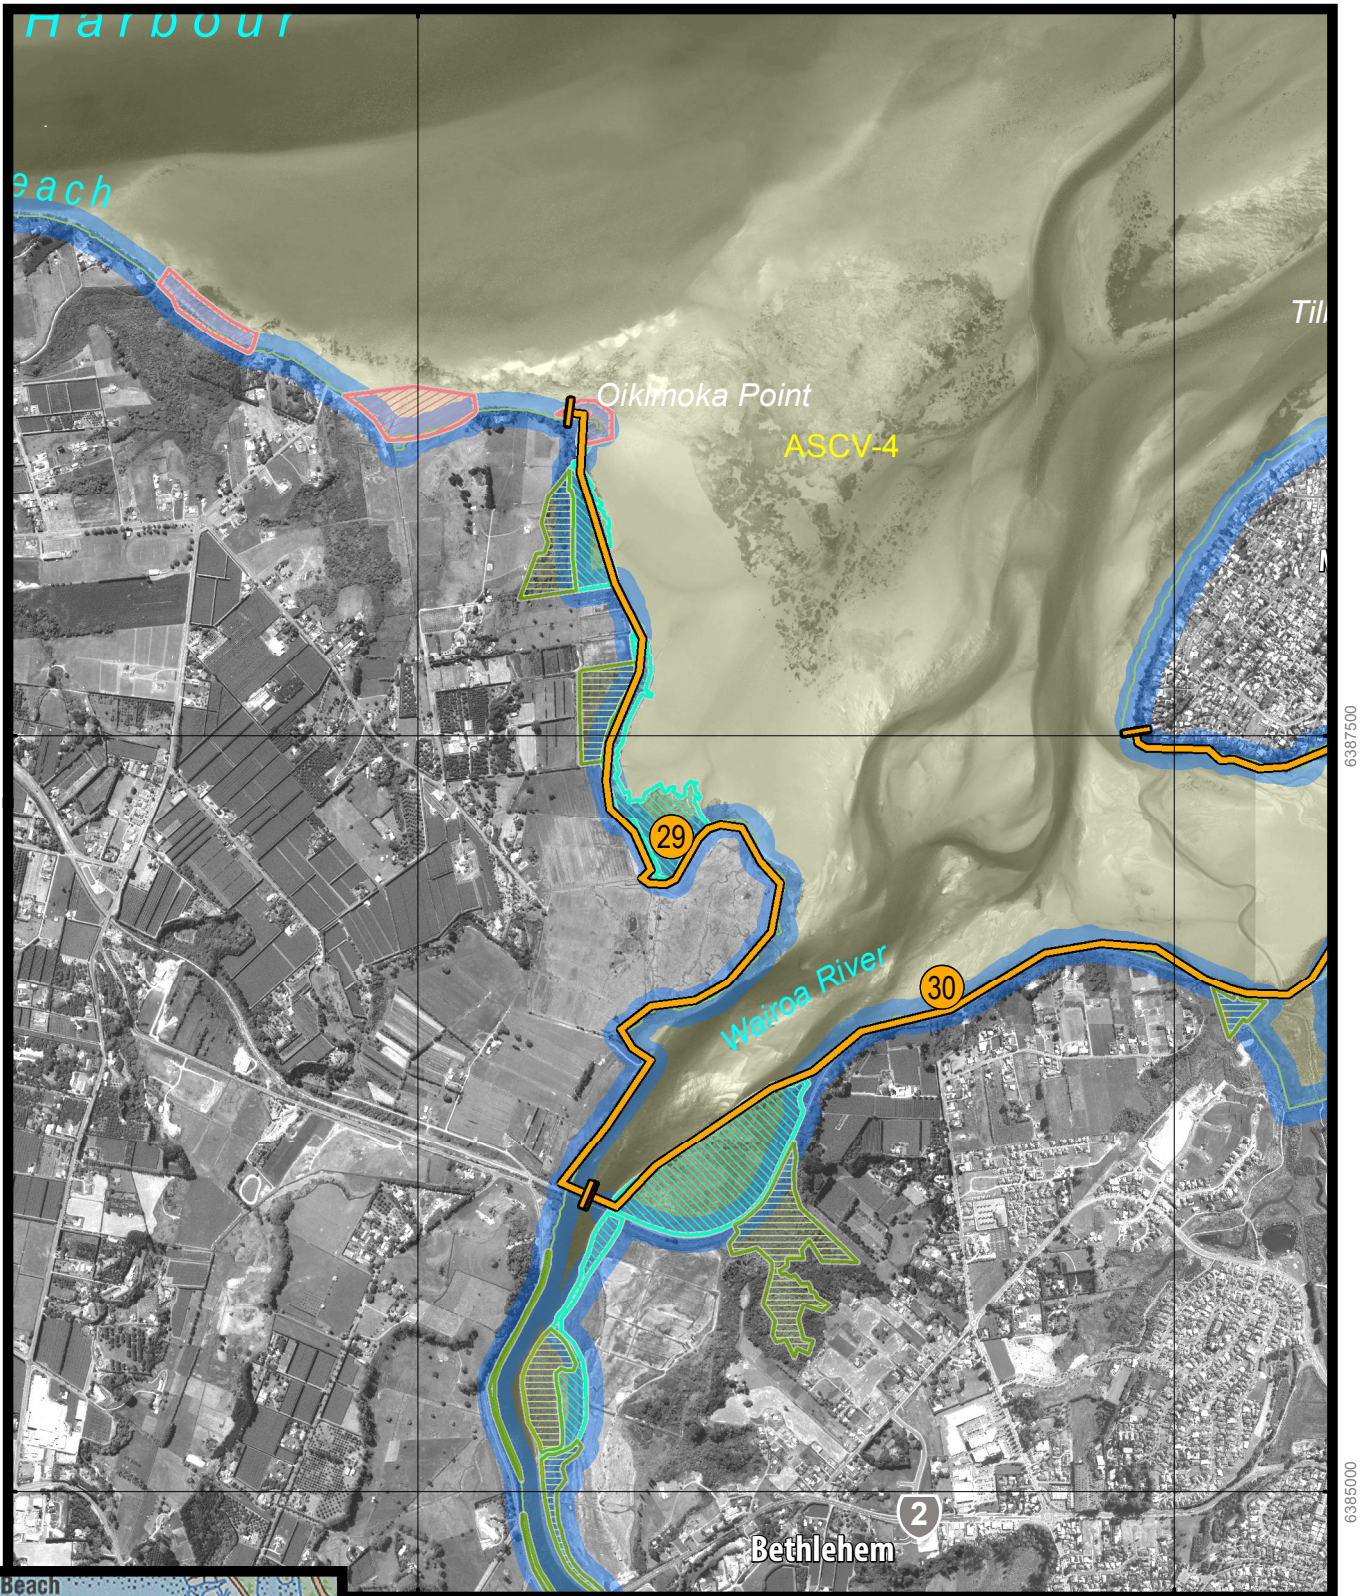 Harbour
each
Till
Oikimoka Point
ASCV-4
M
6387500
29
Wairoa River
30
6385000
2
Bethlehem
Beach